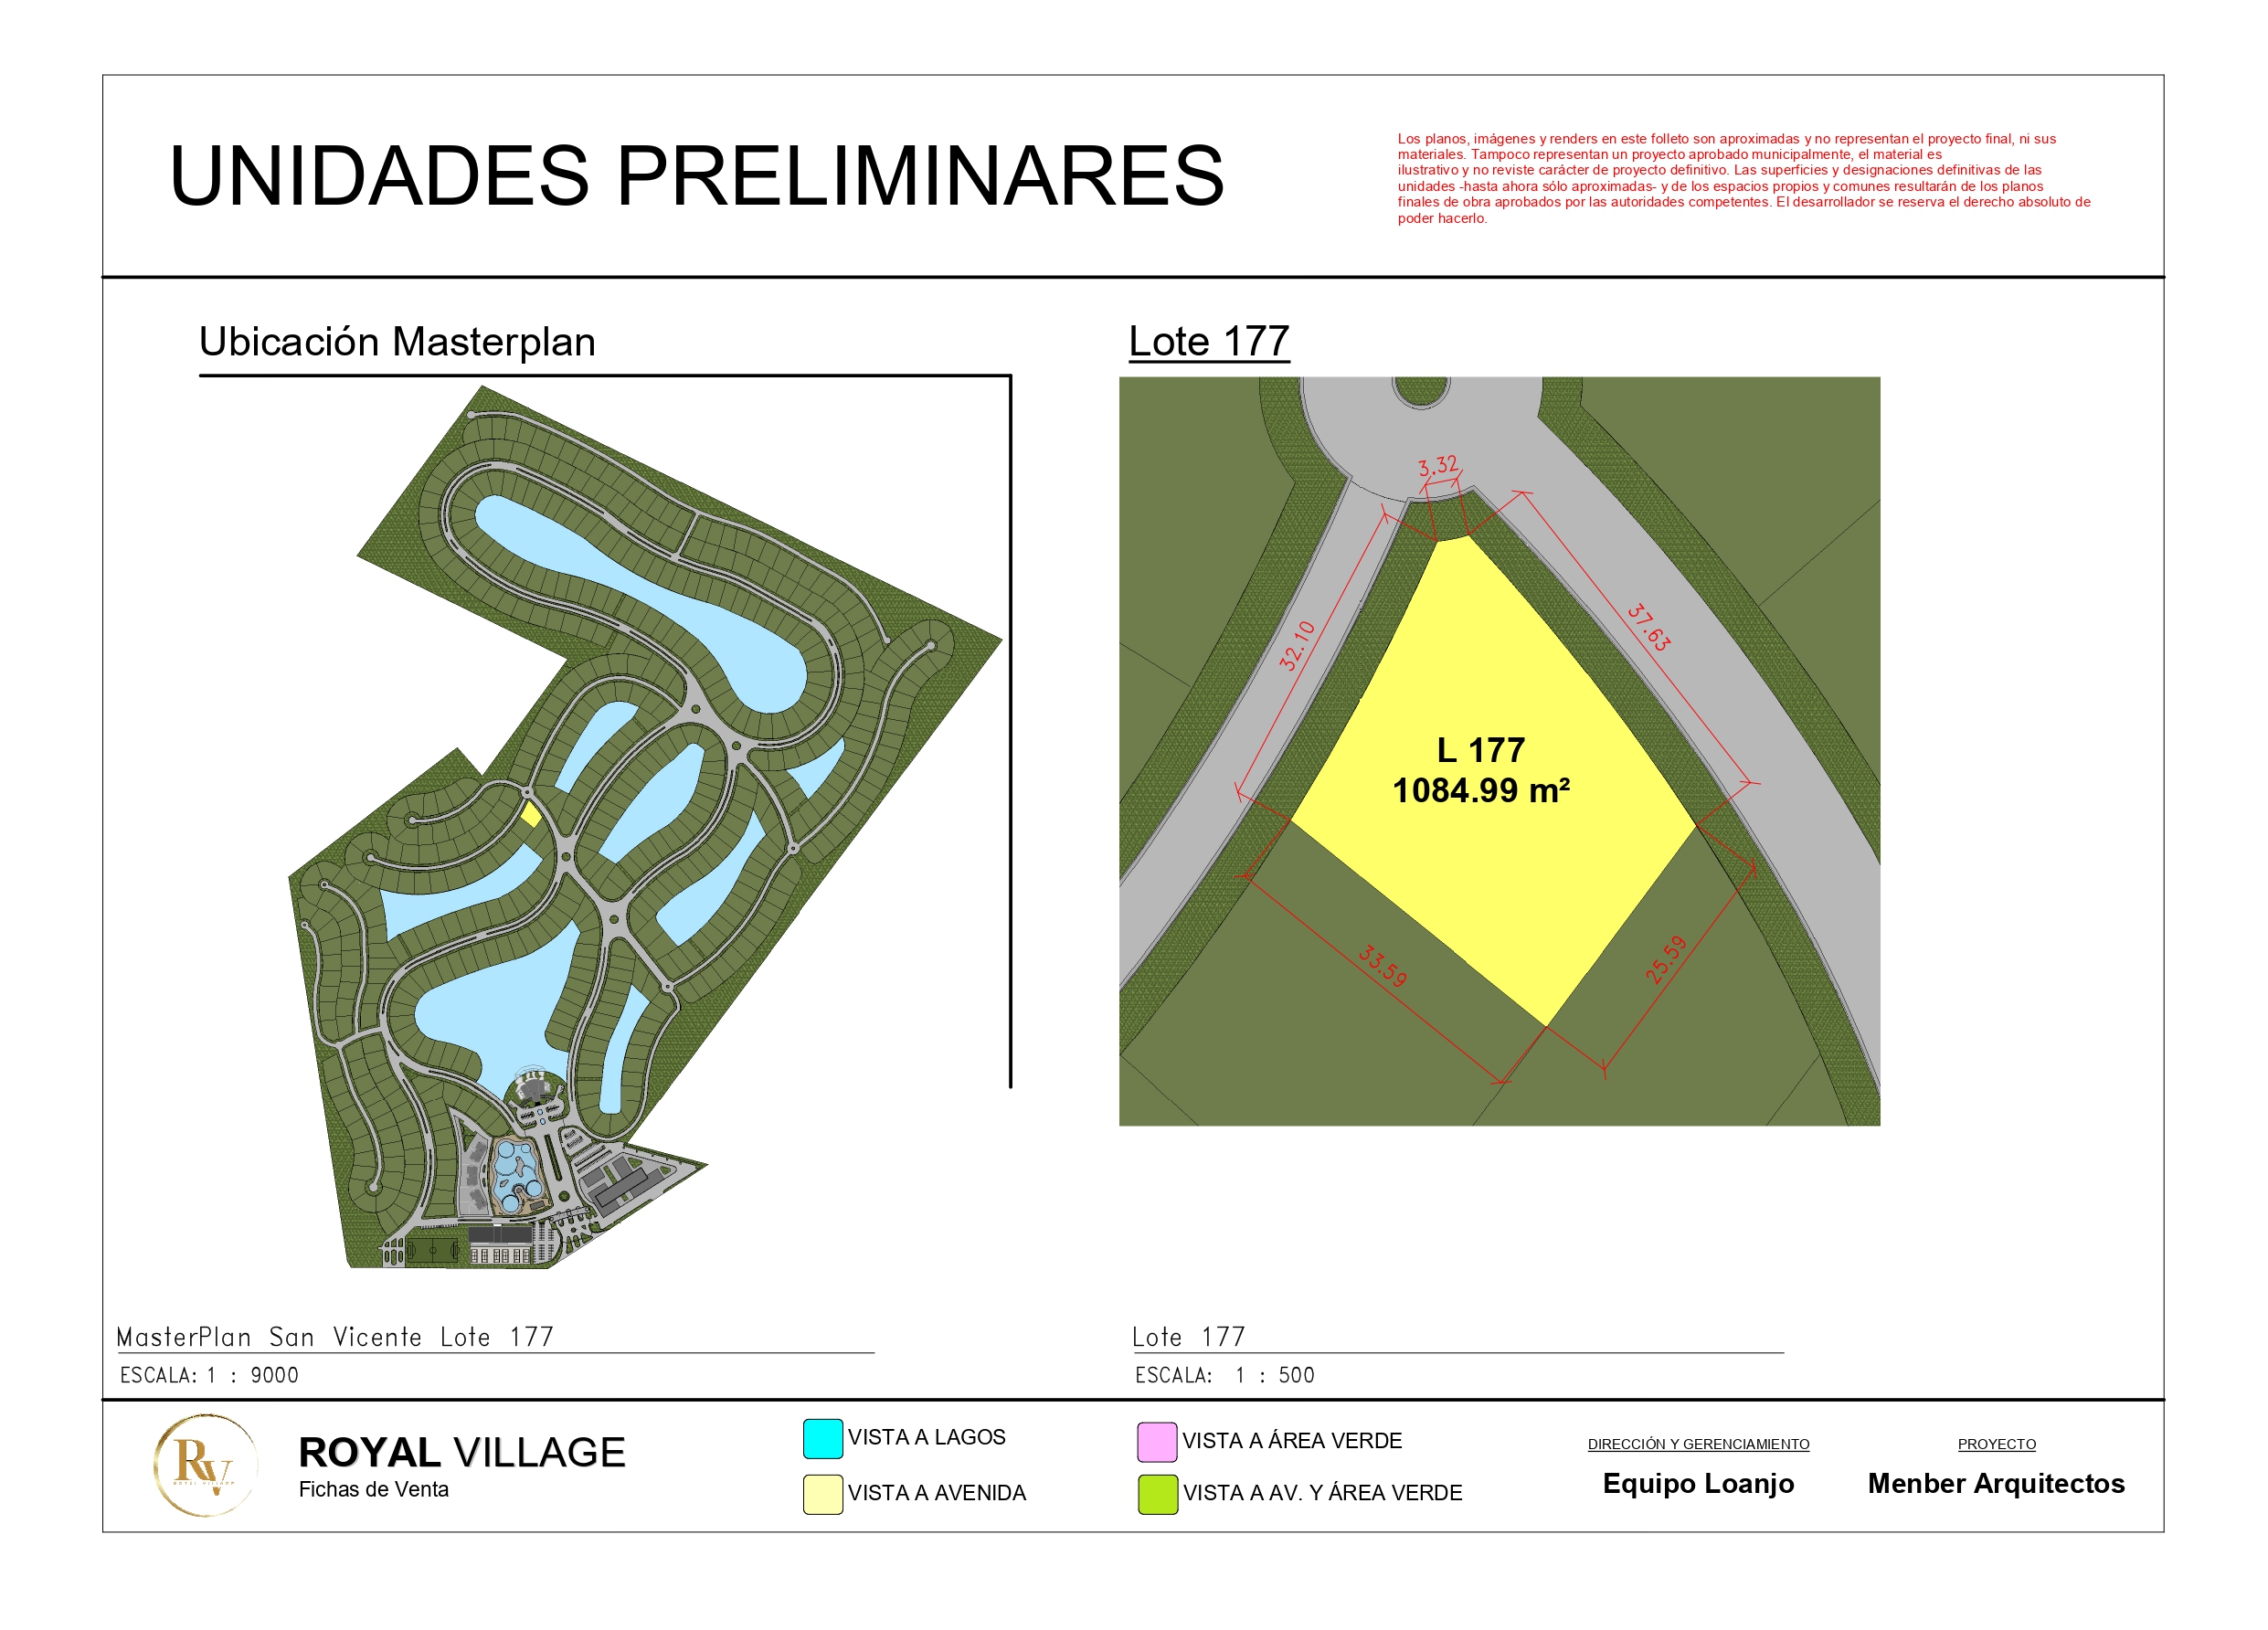 UNIDADES PRELIMINARES
Los planos, imágenes y renders en este folleto son aproximadas y no representan el proyecto final, ni sus
materiales. Tampoco representan un proyecto aprobado municipalmente, el material es
ilustrativo y no reviste carácter de proyecto definitivo. Las superficies y designaciones definitivas de las
unidades -hasta ahora sólo aproximadas- y de los espacios propios y comunes resultarán de los planos
finales de obra aprobados por las autoridades competentes. El desarrollador se reserva el derecho absoluto de
poder hacerlo.
Ubicación Masterplan
Lote 177
3.32
32.10
37.63
L 177
1084.99 m²
33.59
25.59
MasterPlan San Vicente Lote 177
ESCALA: 1 : 9000
Lote 177
ESCALA: 1 : 500
RV
ROYAL VILLAGE
ROYAL VILLAGE
Fichas de Venta
VISTA A LAGOS
VISTA A AVENIDA
VISTA A ÁREA VERDE
VISTA A AV. Y ÁREA VERDE
DIRECCIÓN Y GERENCIAMIENTO
Equipo Loanjo
PROYECTO
Menber Arquitectos